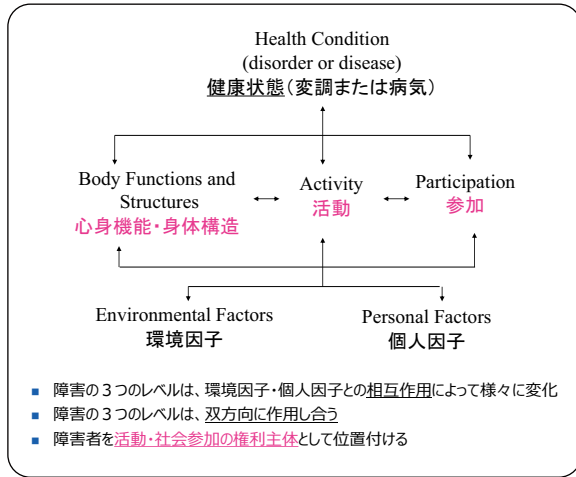 Health Condition
(disorder or disease)
健康状態(変調または病気)
Body Functions and
Structures
心身機能・身体構造
Activity
活動
Participation
参加
Environmental Factors
環境因子
Personal Factors
個人因子
■ 障害の3つのレベルは、環境因子・個人因子との相互作用によって様々に変化
■ 障害の3つのレベルは、双方向に作用し合う
■ 障害者を活動・社会参加の権利主体として位置付ける